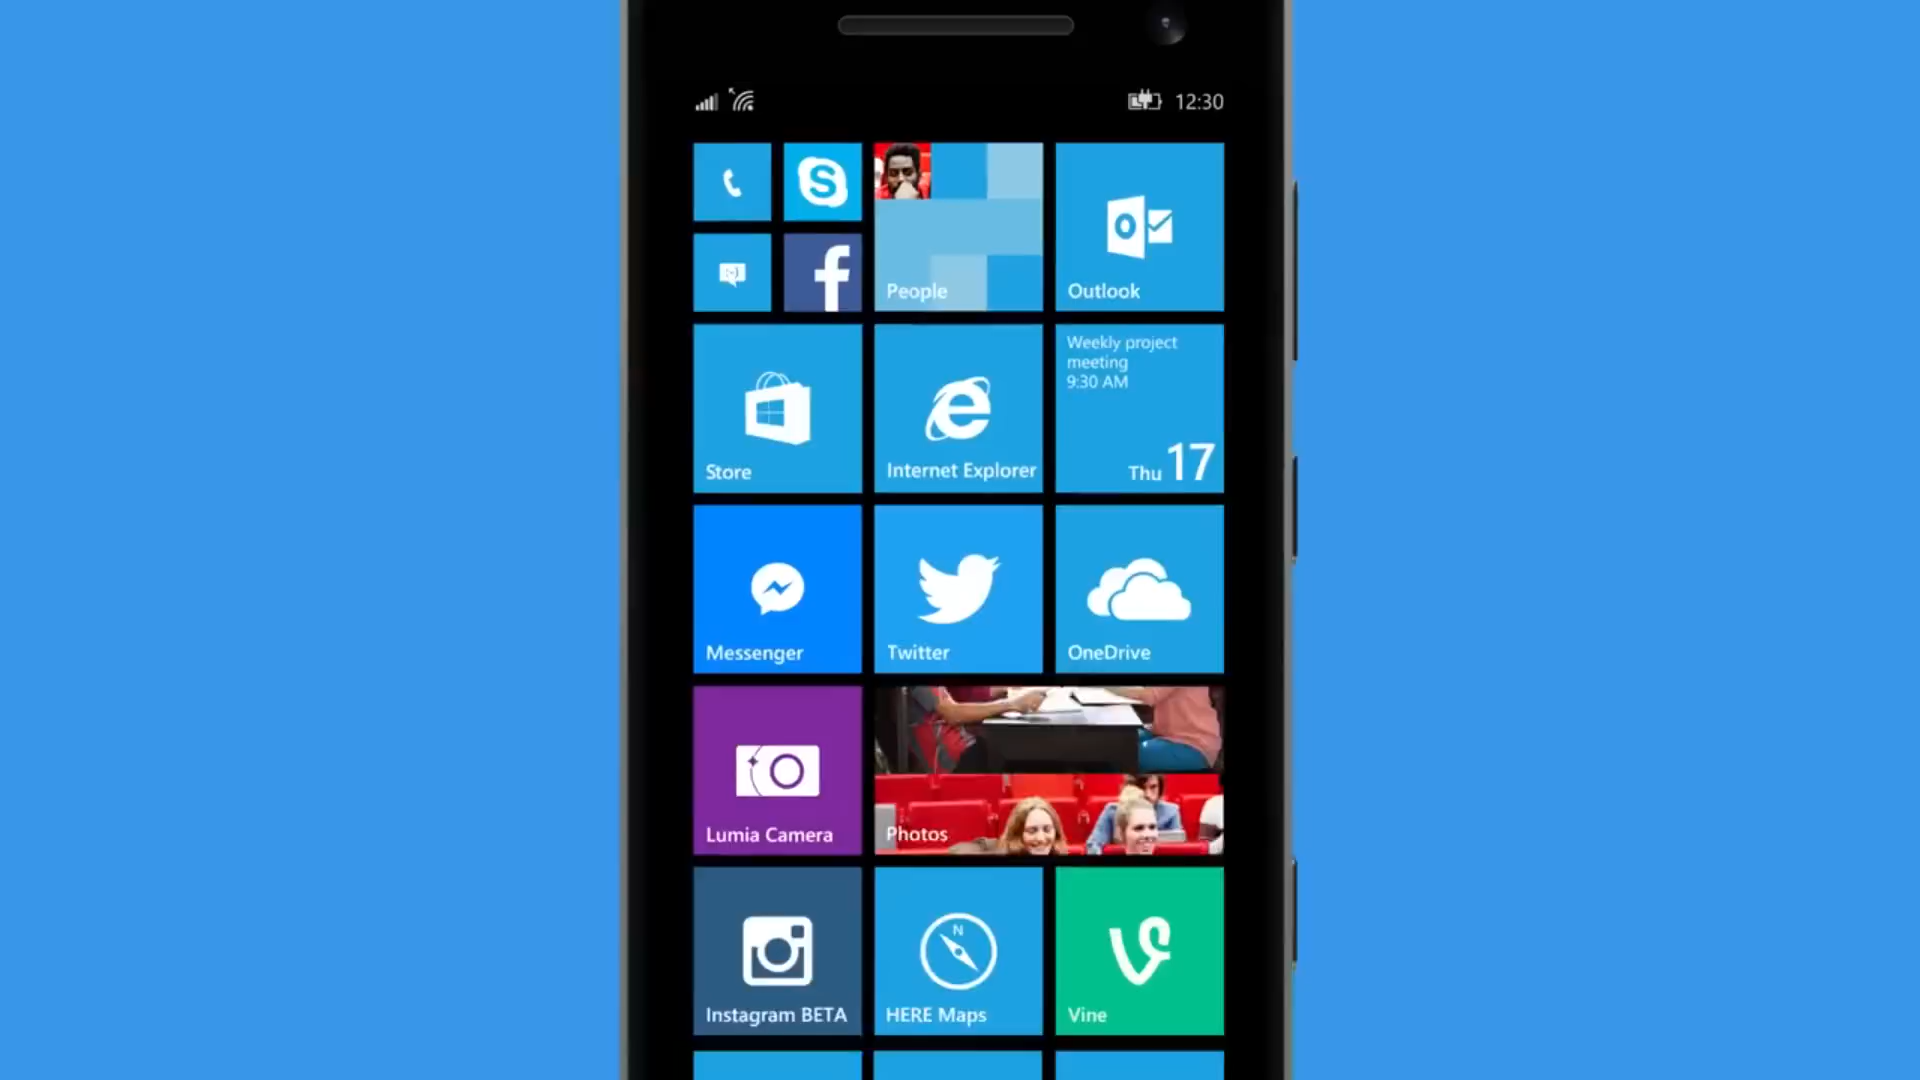 12:30
People
Outlook
Store
Internet Explorer
Weekly project
meeting
9:30 AM
Thu 17
Messenger
Twitter
OneDrive
Lumia Camera
Photos
Instagram BETA
N
HERE Maps
Vine